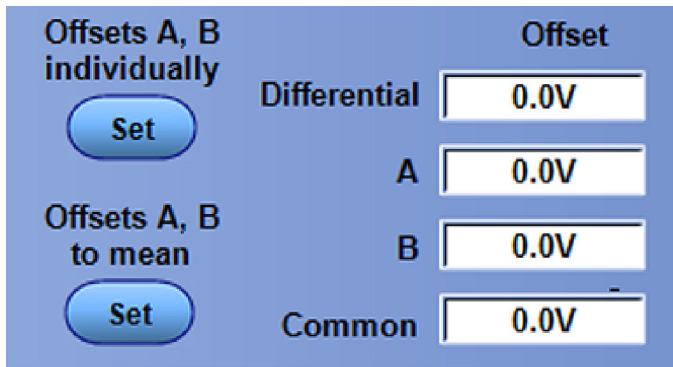 Offsets A, B
individually
Set
Offsets A, B
to mean
Set
Offset
Differential 0.0V
A 0.0V
B 0.0V
Common 0.0V